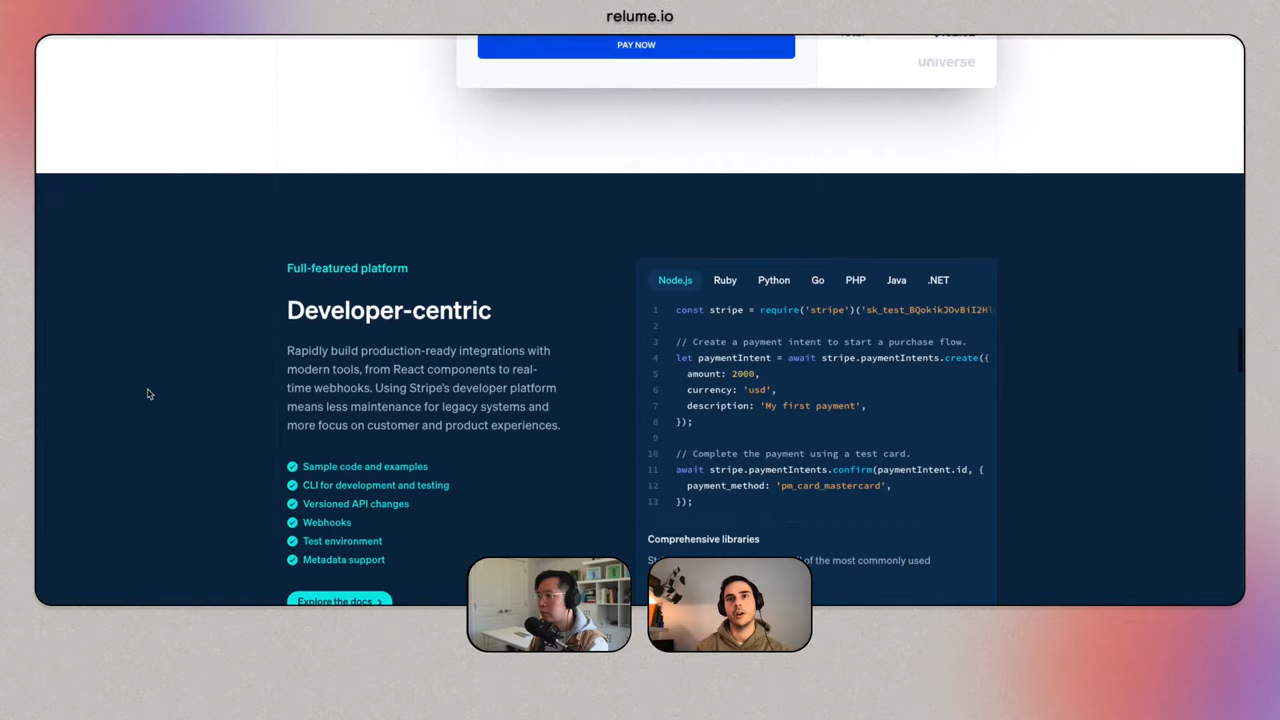 relume.io
PAY NOW
universe
Full-featured platform
Developer-centric
Rapidly build production-ready integrations with
modern tools, from React components to real-
time webhooks. Using Stripe's developer platform
means less maintenance for legacy systems and
more focus on customer and product experiences.
Sample code and examples
CLI for development and testing
Versioned API changes
Webhooks
Test environment
Metadata support
Explore the docs >
Node.js Ruby Python Go PHP Java .NET
1 const stripe = require('stripe')('sk_test_BQokikJOvBiI2Hl
2
3 // Create a payment intent to start a purchase flow.
4 let paymentIntent = await stripe.paymentIntents.create({
5 amount: 2000,
6 currency: 'usd',
7 description: 'My first payment',
8 });
9
10 // Complete the payment using a test card.
11 await stripe.paymentIntents.confirm(paymentIntent.id, {
12 payment_method: 'pm_card_mastercard',
13 });
Comprehensive libraries
of the most commonly used